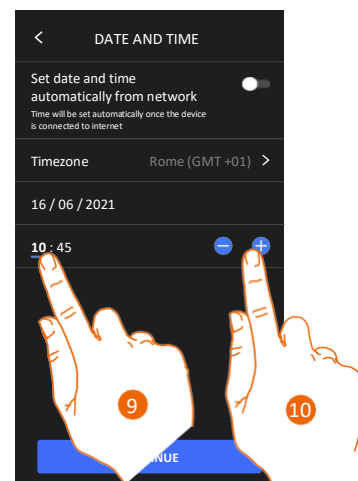 DATE AND TIME
Set date and time
automatically from network
Time will be set automatically once the device
is connected to internet
Timezone Rome (GMT +01)
16 / 06 / 2021
10 : 45
9
10